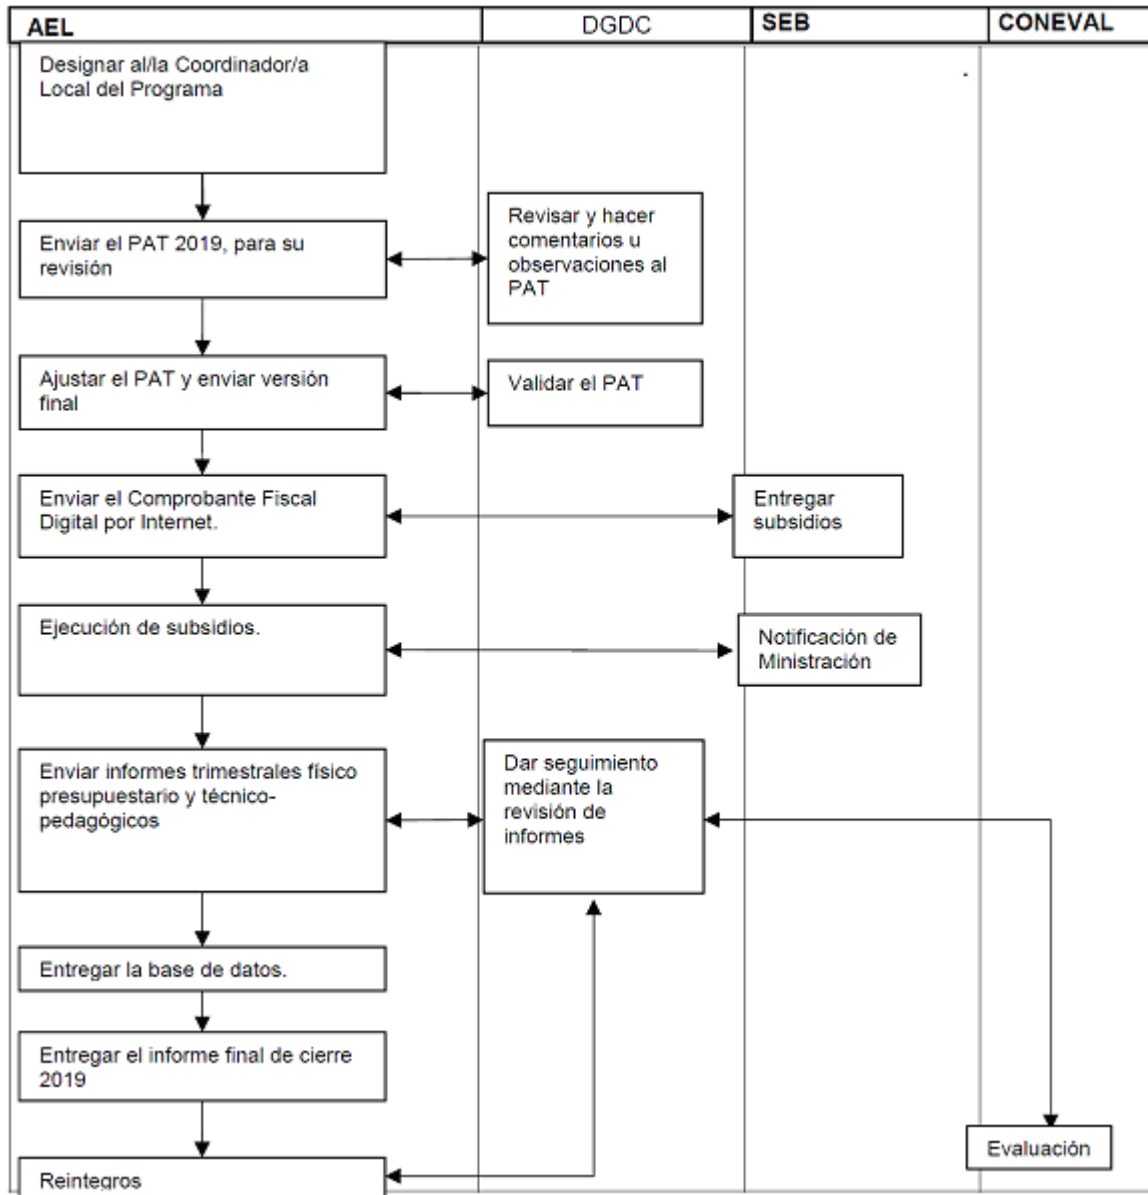 AEL
DGDC
SEB
CONEVAL
Designar al/la Coordinador/a
Local del Programa
Enviar el PAT 2019, para su
revisión
Revisar y hacer
comentarios u
observaciones al
PAT
Ajustar el PAT y enviar versión
final
Validar el PAT
Enviar el Comprobante Fiscal
Digital por Internet.
Entregar
subsidios
Ejecución de subsidios.
Notificación de
Ministración
Enviar informes trimestrales físico
presupuestario y técnico-
pedagógicos
Dar seguimiento
mediante la
revisión de
informes
Entregar la base de datos.
Entregar el informe final de cierre
2019
Evaluación
Reintegros